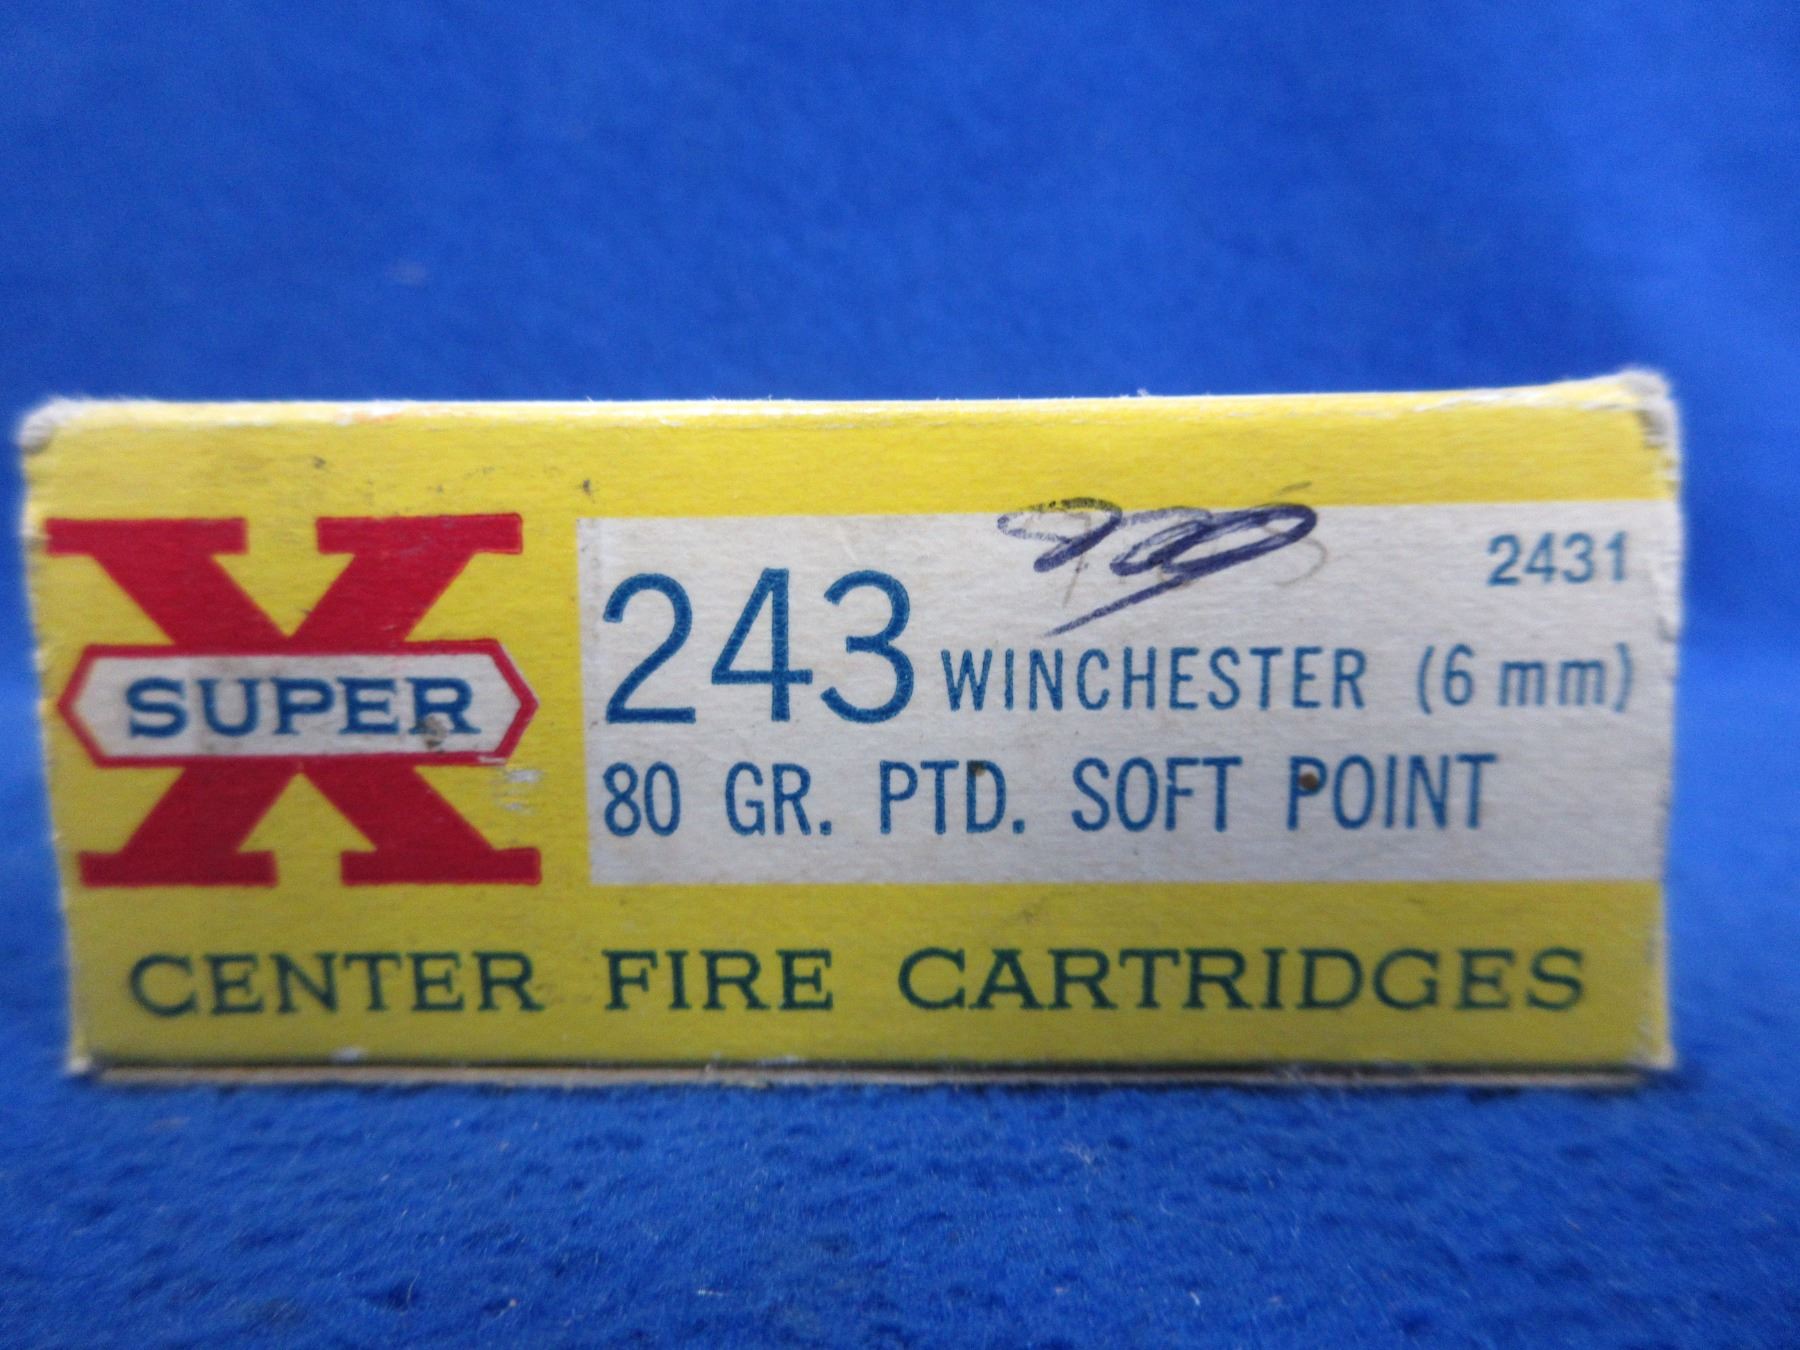 SUPER X
2431
243 WINCHESTER (6 mm)
80 GR. PTD. SOFT POINT
CENTER FIRE CARTRIDGES